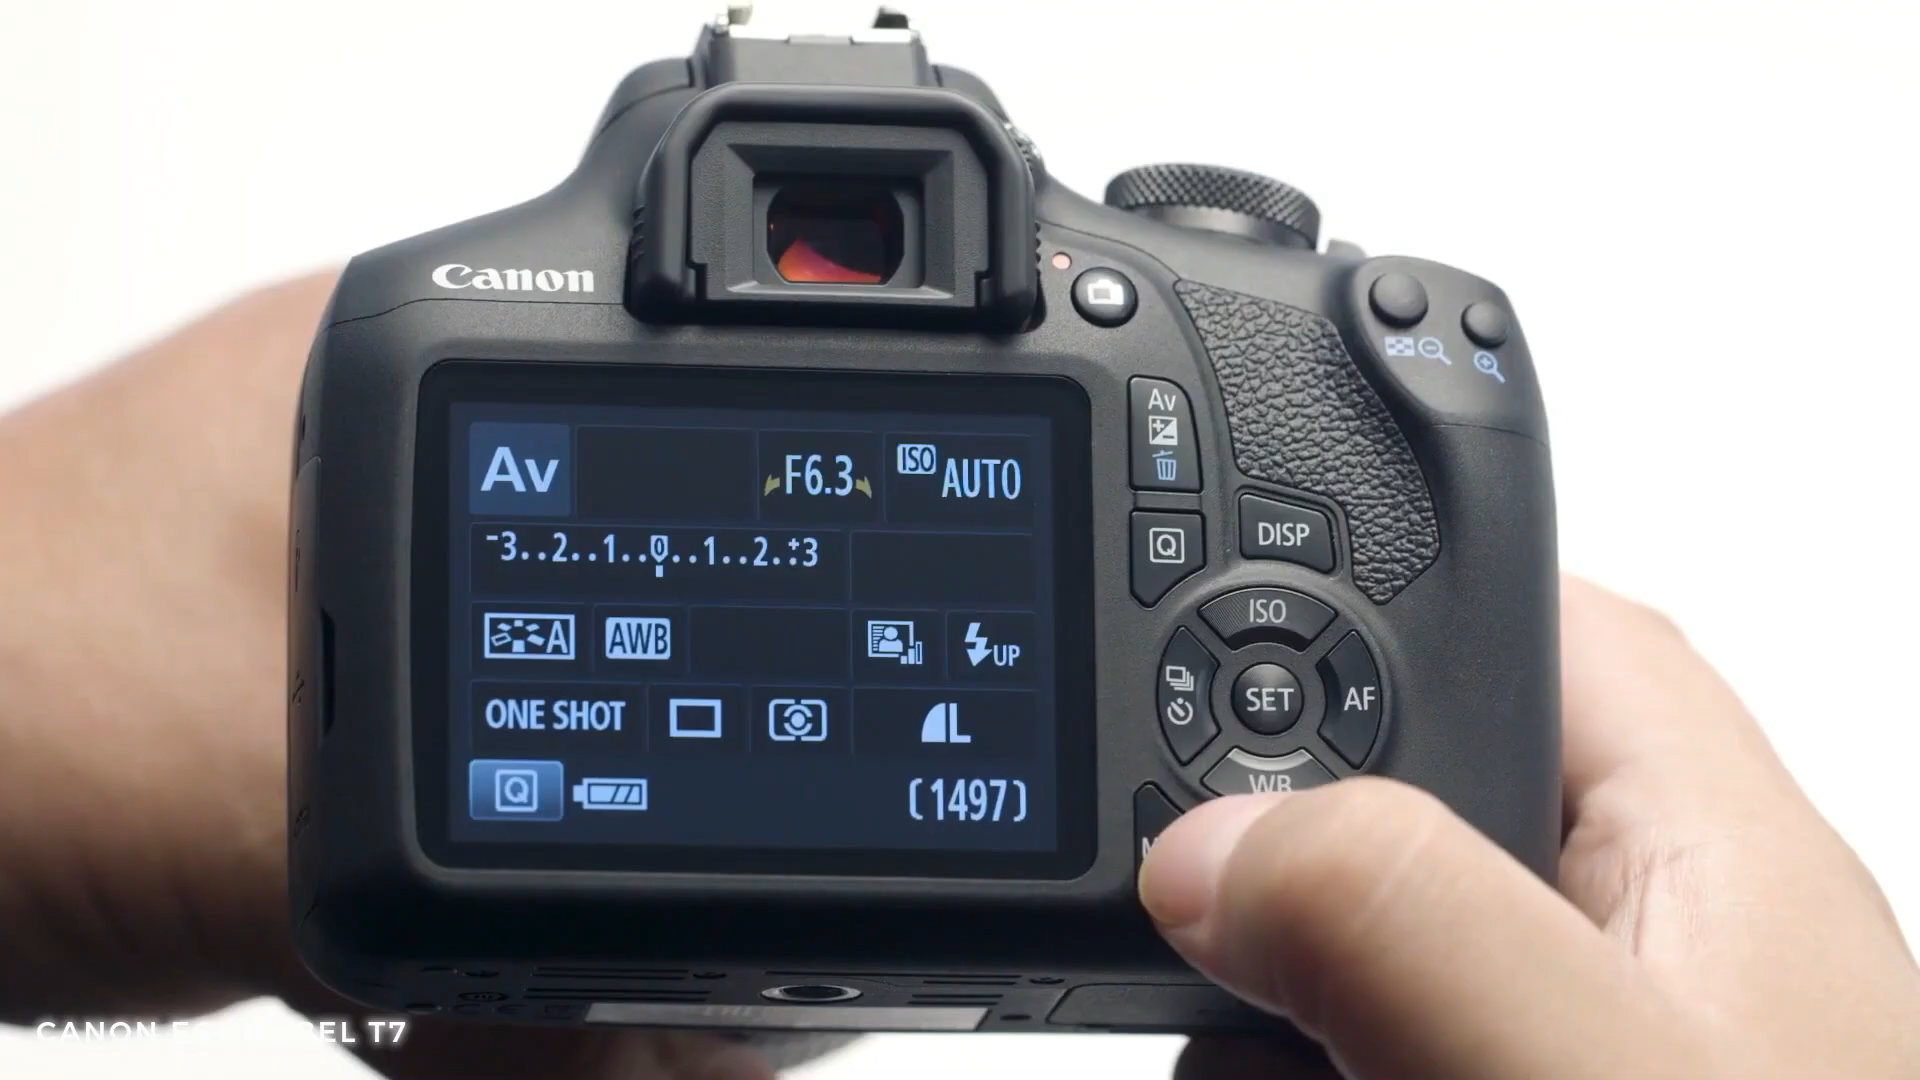 Canon
Av F6.3 ISO AUTO
-3..2..1..0..1..2.:+3
A AWB UP
ONE SHOT L
Q (1497)
Av
Q DISP
ISO
SET AF
WB
CANON T7